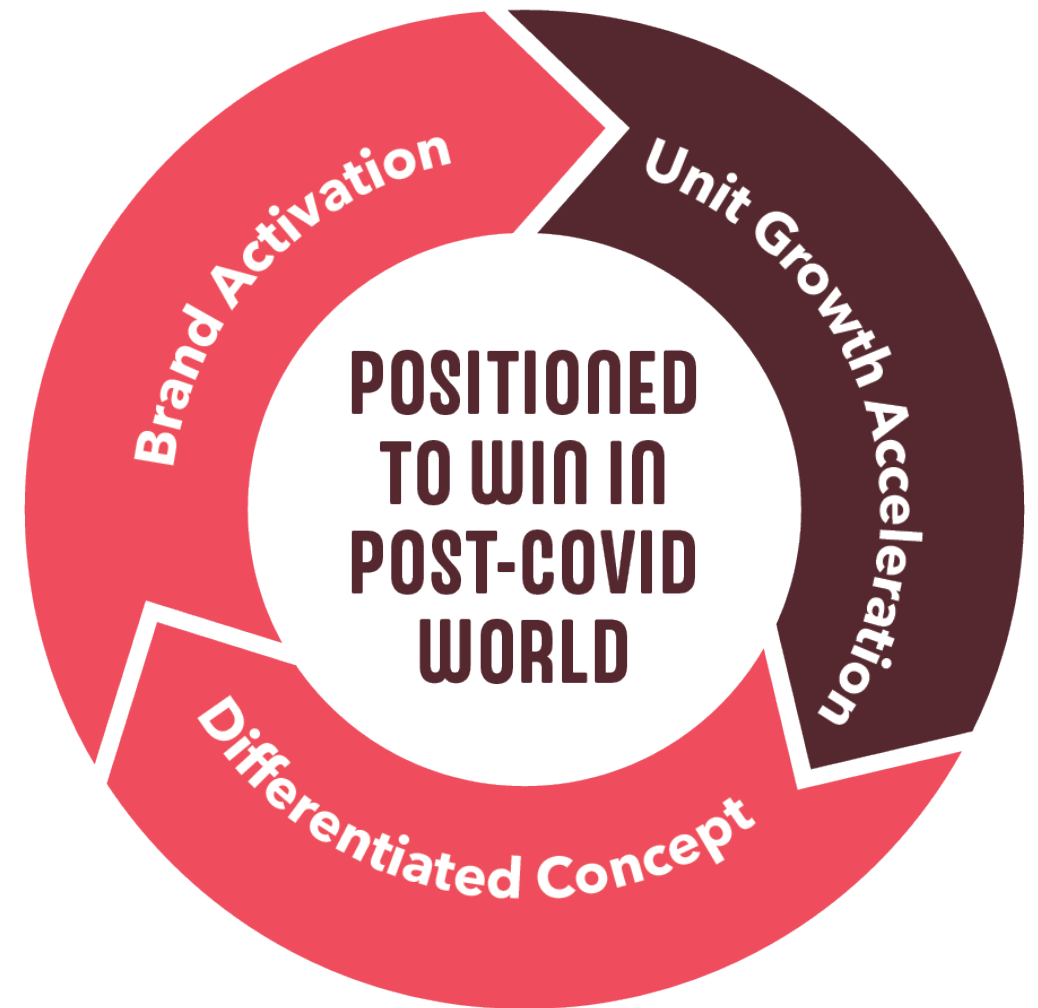 Brand Activation
Unit Growth Acceleration
POSITIONED
TO WIN IN
POST-COVID
WORLD
Differentiated Concept